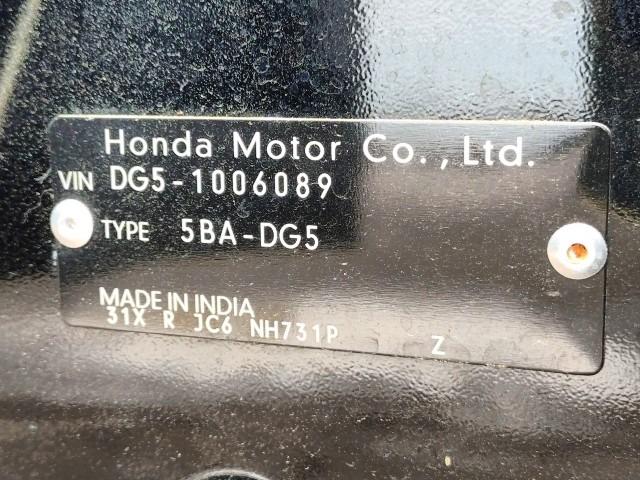 Honda Motor Co., Ltd.
VIN DG5-1006089
TYPE 5BA-DG5
MADE IN INDIA
31X R JC6 NH731P Z